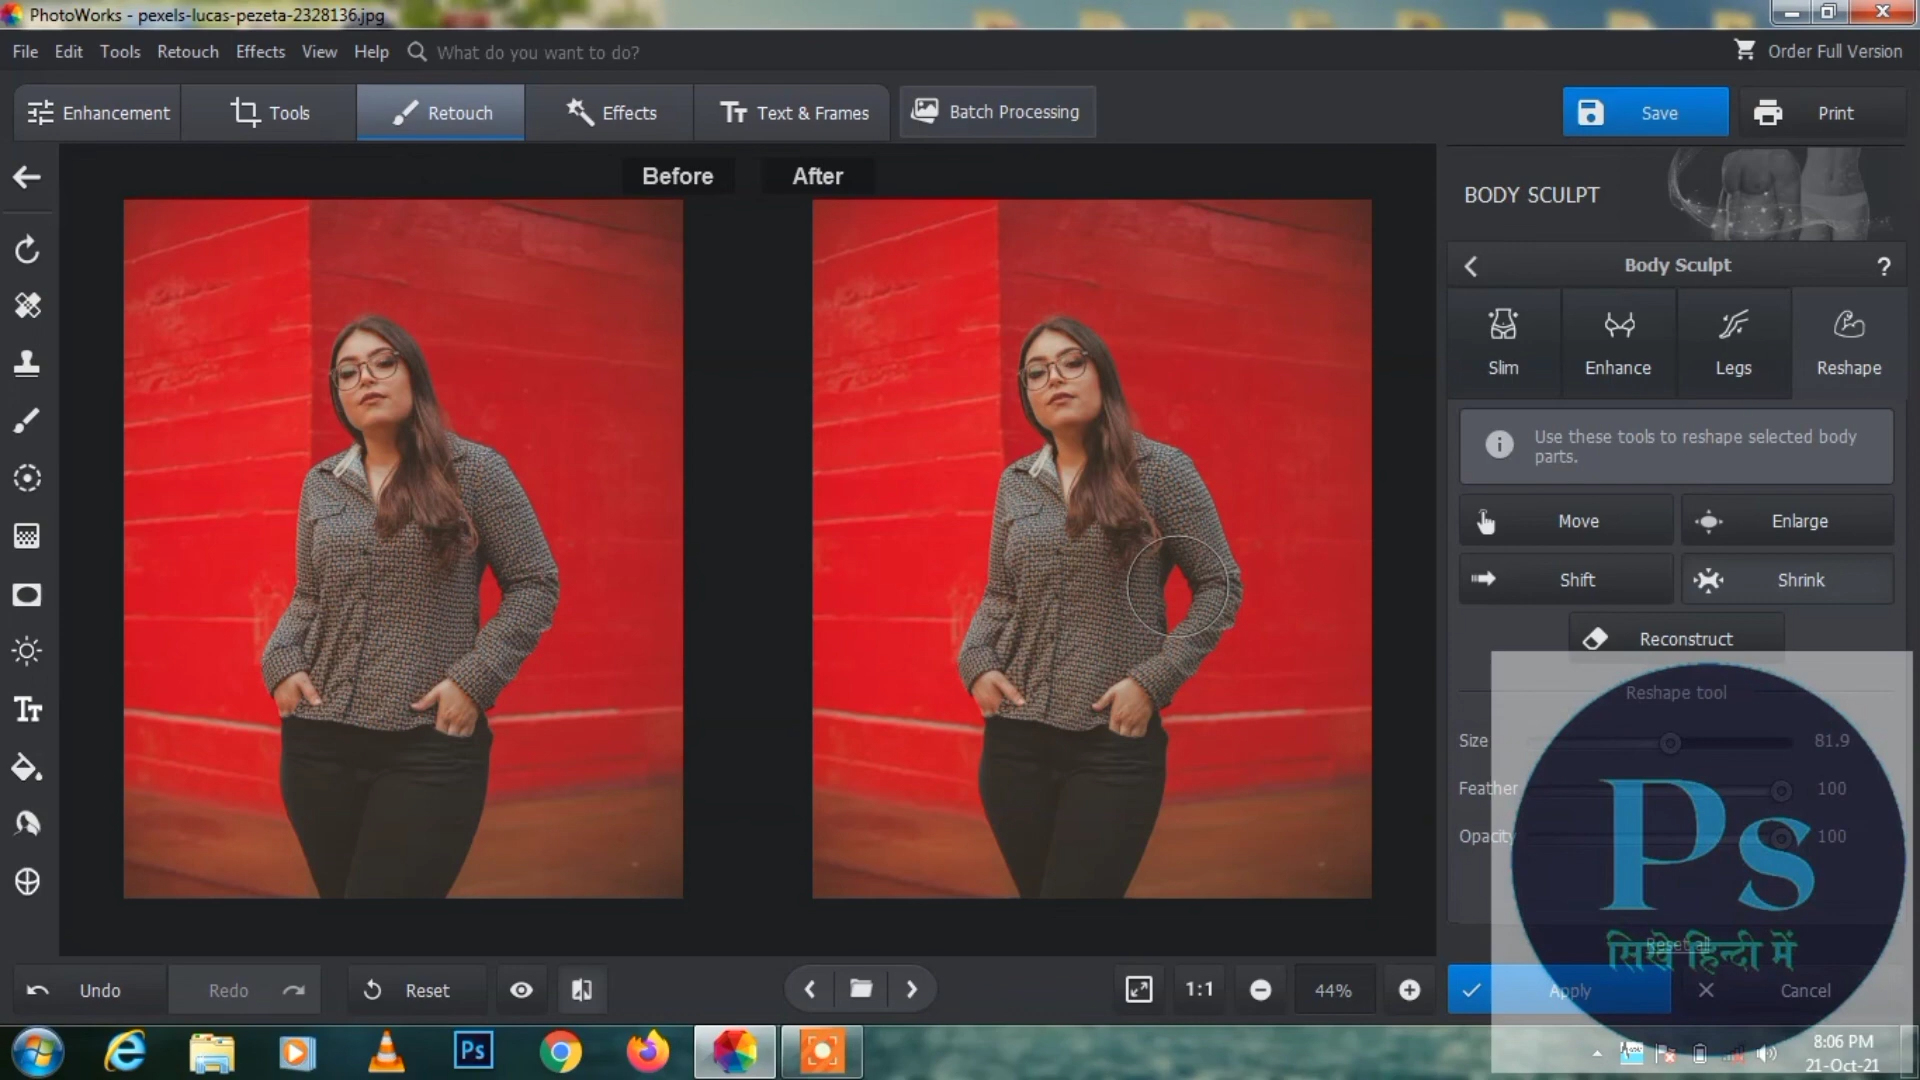 PhotoWorks - pexels-lucas-pezeta-2328136.jpg
File Edit Tools Retouch Effects View Help What do you want to do? Order Full Version
Enhancement Tools Retouch Effects Text & Frames Batch Processing Save Print
Before After
BODY SCULPT
Body Sculpt ?
Slim Enhance Legs Reshape
Use these tools to reshape selected body
parts.
Move Enlarge
Shift Shrink
Reconstruct
Reshape tool
Size 81.9
Feather 100
Opacity 100
Ps
Reset all
सिखे हिन्दी में
Undo Redo Reset 1:1 44% Apply Cancel
Ps
8:06 PM
21-Oct-21